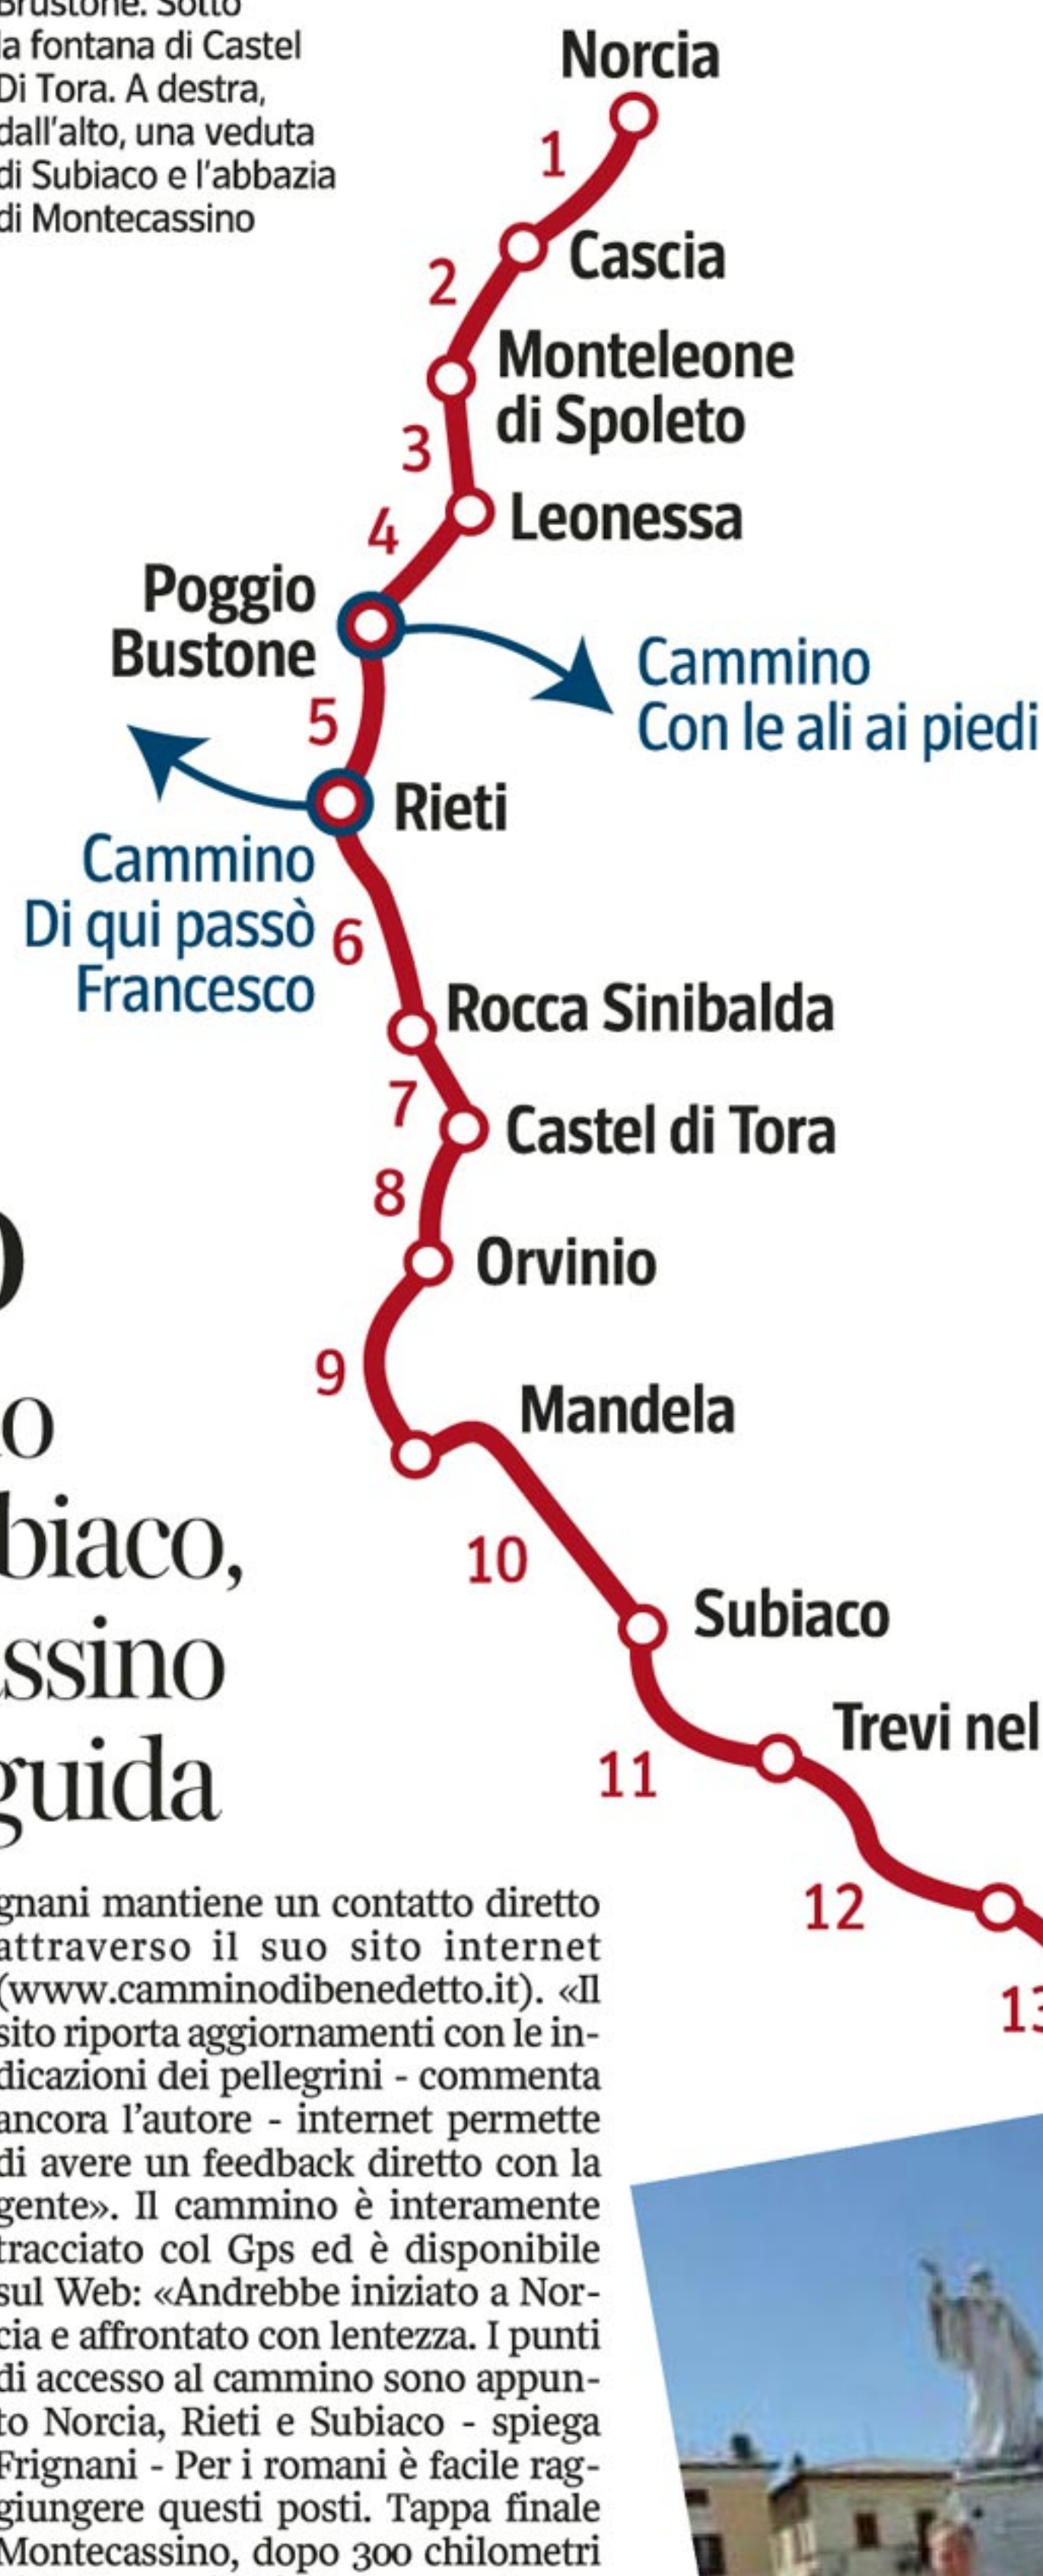 Brustone. Sotto
la fontana di Castel
Di Tora. A destra,
dall'alto, una veduta
di Subiaco e l'abbazia
di Montecassino
Norcia
1
Cascia
2
Monteleone
di Spoleto
3
Leonessa
4
Poggio
Bustone
Cammino
Con le ali ai piedi
5
Rieti
Cammino
Di qui passò
Francesco
6
Rocca Sinibalda
7
Castel di Tora
8
Orvinio
9
Mandela
10
Subiaco
Trevi nel
11
12
13
o
biaco,
ssino
guida
gnani mantiene un contatto diretto
attraverso il suo sito internet
(www.camminodibenedetto.it). «Il
sito riporta aggiornamenti con le in-
dicazioni dei pellegrini - commenta
ancora l'autore - internet permette
di avere un feedback diretto con la
gente». Il cammino è interamente
tracciato col Gps ed è disponibile
sul Web: «Andrebbe iniziato a Nor-
cia e affrontato con lentezza. I punti
di accesso al cammino sono appun-
to Norcia, Rieti e Subiaco - spiega
Frignani - Per i romani è facile rag-
giungere questi posti. Tappa finale
Montecassino, dopo 300 chilometri